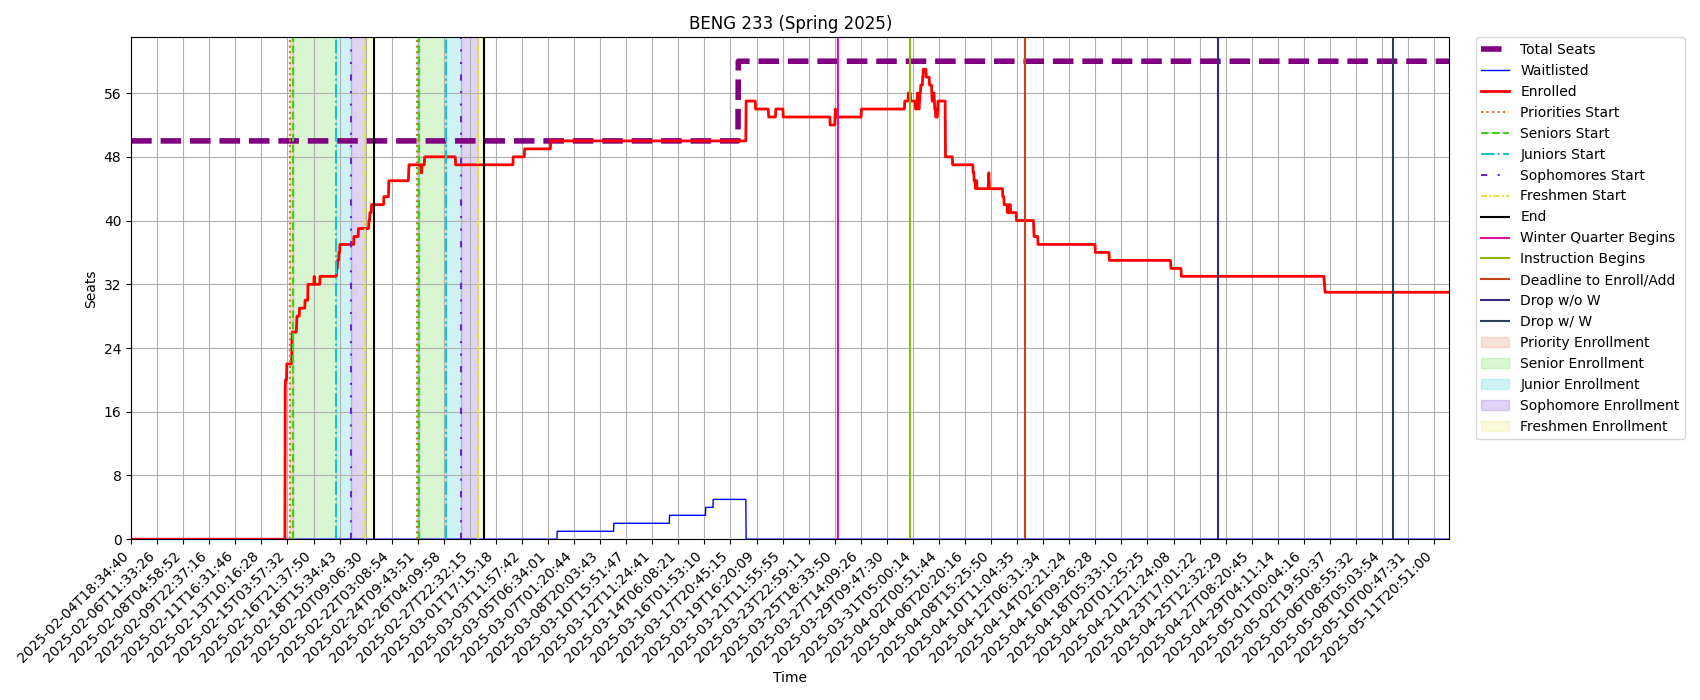 BENG 233 (Spring 2025)
Seats
56
48
40
32
24
16
8
0
2025-02-04T18:34:40
2025-02-06T11:33:26
2025-02-08T04:58:52
2025-02-09T22:37:16
2025-02-11T16:31:46
2025-02-13T10:16:28
2025-02-15T03:57:32
2025-02-16T21:37:50
2025-02-18T15:34:43
2025-02-20T09:06:30
2025-02-22T03:08:54
2025-02-24T09:43:51
2025-02-26T04:09:58
2025-02-27T22:32:15
2025-03-01T17:15:18
2025-03-03T11:57:42
2025-03-05T06:34:01
2025-03-07T01:20:44
2025-03-08T20:03:43
2025-03-10T15:51:47
2025-03-12T11:24:41
2025-03-14T06:08:21
2025-03-16T01:53:10
2025-03-17T20:45:15
2025-03-19T16:20:09
2025-03-21T11:55:55
2025-03-23T22:59:11
2025-03-25T18:33:50
2025-03-27T14:09:26
2025-03-29T09:47:30
2025-03-31T05:00:14
2025-04-02T00:51:44
2025-04-06T20:20:16
2025-04-08T15:25:50
2025-04-10T11:04:35
2025-04-12T06:31:34
2025-04-14T02:21:24
2025-04-16T09:26:28
2025-04-18T05:33:10
2025-04-20T01:25:25
2025-04-21T21:24:08
2025-04-23T17:01:22
2025-04-25T12:32:29
2025-04-27T08:20:45
2025-04-29T04:11:14
2025-05-01T00:04:16
2025-05-02T19:50:37
2025-05-06T08:55:32
2025-05-08T05:03:54
2025-05-10T00:47:31
2025-05-11T20:51:00
Time
Total Seats
Waitlisted
Enrolled
Priorities Start
Seniors Start
Juniors Start
Sophomores Start
Freshmen Start
End
Winter Quarter Begins
Instruction Begins
Deadline to Enroll/Add
Drop w/o W
Drop w/ W
Priority Enrollment
Senior Enrollment
Junior Enrollment
Sophomore Enrollment
Freshmen Enrollment